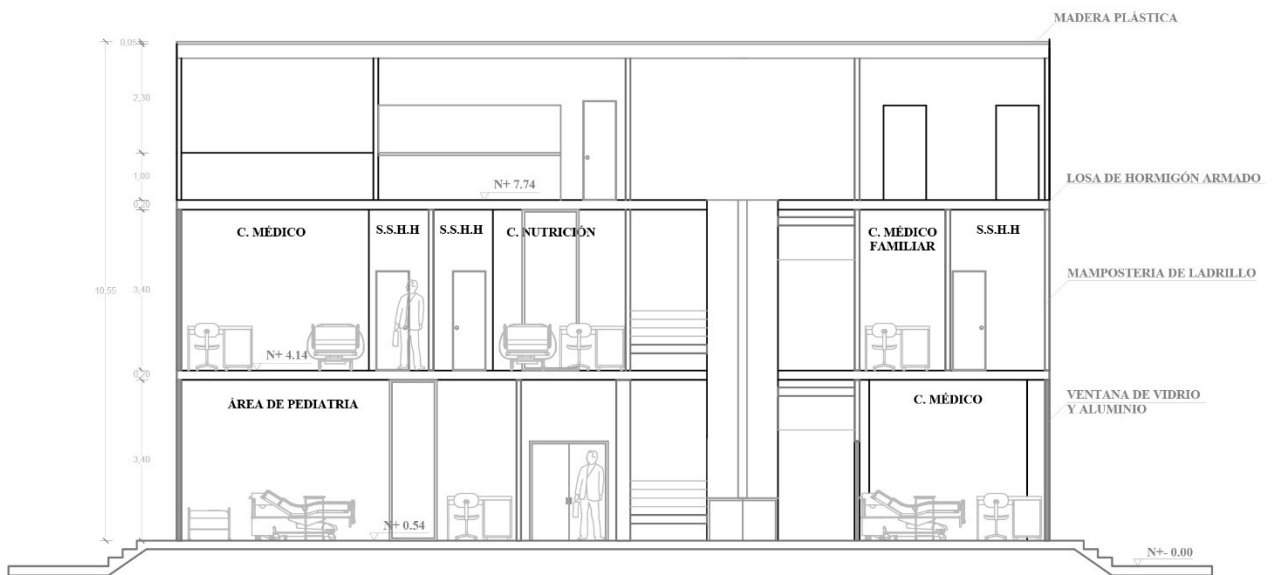 MADERA PLÁSTICA
0,05
2,30
1,00
N+ 7.74
LOSA DE HORMIGÓN ARMADO
0,20
C. MÉDICO
S.S.H.H
S.S.H.H
C. NUTRICIÓN
C. MÉDICO
FAMILIAR
S.S.H.H
MAMPOSTERIA DE LADRILLO
10,55
3,40
N+ 4.14
0,20
ÁREA DE PEDIATRIA
C. MÉDICO
VENTANA DE VIDRIO
Y ALUMINIO
3,40
N+ 0.54
N+- 0.00